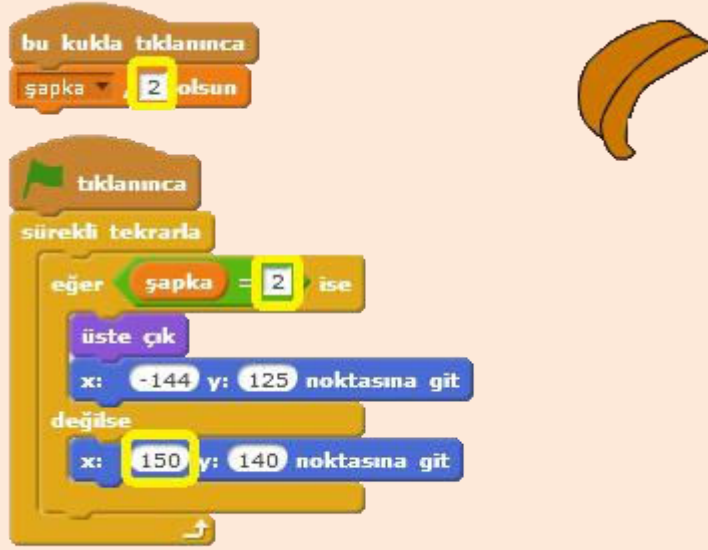 bu kukla tıklanınca
şapka , 2 olsun
tıklanınca
sürekli tekrarla
eğer şapka = 2 ise
üste çık
x: -144 y: 125 noktasına git
değilse
x: 150 y: 140 noktasına git